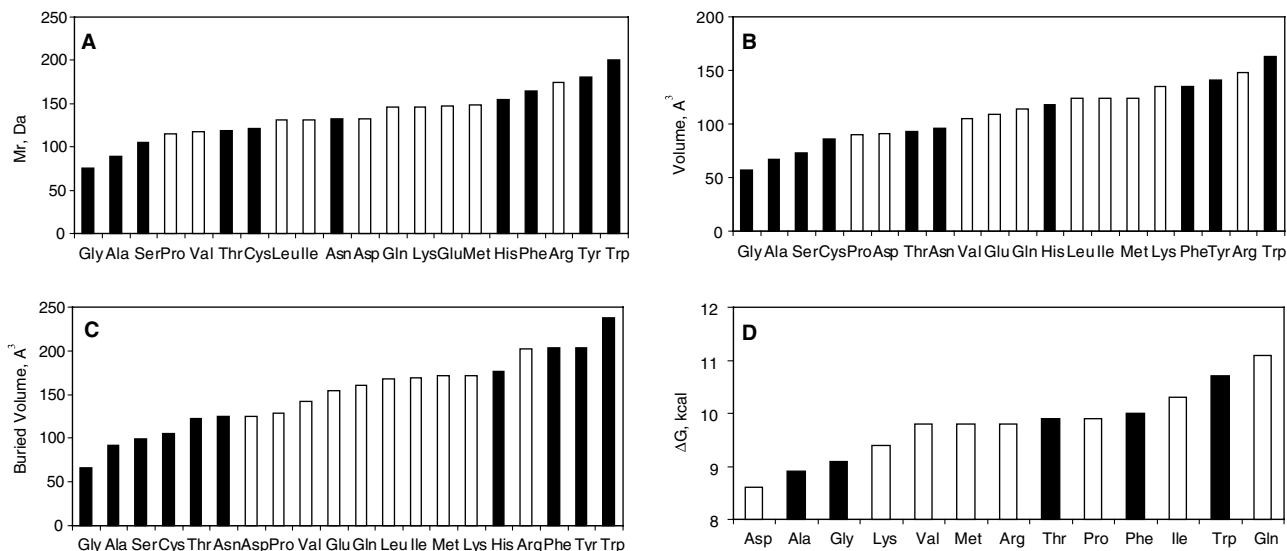 A
Mr, Da
250
200
150
100
50
0
Gly Ala Ser Pro Val Thr Cys Leu Ile Asn Asp Gln Lys Glu Met His Phe Arg Tyr Trp
B
Volume, A³
200
150
100
50
0
Gly Ala Ser Cys Pro Asp Thr Asn Val Glu Gln His Leu Ile Met Lys Phe Tyr Arg Trp
C
Buried Volume, A³
250
200
150
100
50
0
Gly Ala Ser Cys Thr Asn Asp Pro Val Glu Gln Leu Ile Met Lys His Arg Phe Tyr Trp
D
ΔG, kcal
12
11
10
9
8
Asp Ala Gly Lys Val Met Arg Thr Pro Phe Ile Trp Gln